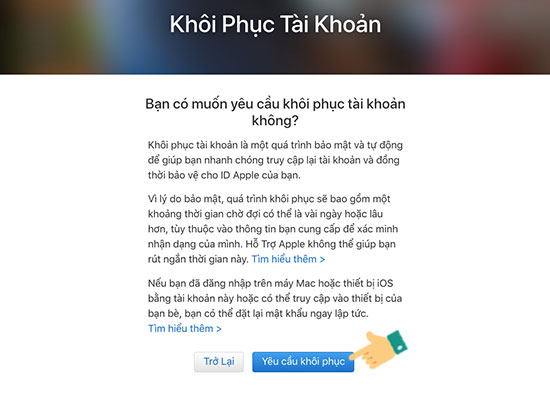 Khôi Phục Tài Khoản
Bạn có muốn yêu cầu khôi phục tài khoản
không?
Khôi phục tài khoản là một quá trình bảo mật và tự động
để giúp bạn nhanh chóng truy cập lại tài khoản và đồng
thời bảo vệ cho ID Apple của bạn.
Vì lý do bảo mật, quá trình khôi phục sẽ bao gồm một
khoảng thời gian chờ đợi có thể là vài ngày hoặc lâu
hơn, tùy thuộc vào thông tin bạn cung cấp để xác minh
nhận dạng của mình. Hỗ Trợ Apple không thể giúp bạn
rút ngắn thời gian này. Tìm hiểu thêm >
Nếu bạn đã đăng nhập trên máy Mac hoặc thiết bị iOS
bằng tài khoản này hoặc có thể truy cập vào thiết bị của
bạn bè, bạn có thể đặt lại mật khẩu ngay lập tức.
Tìm hiểu thêm >
Trở Lại Yêu cầu khôi phục